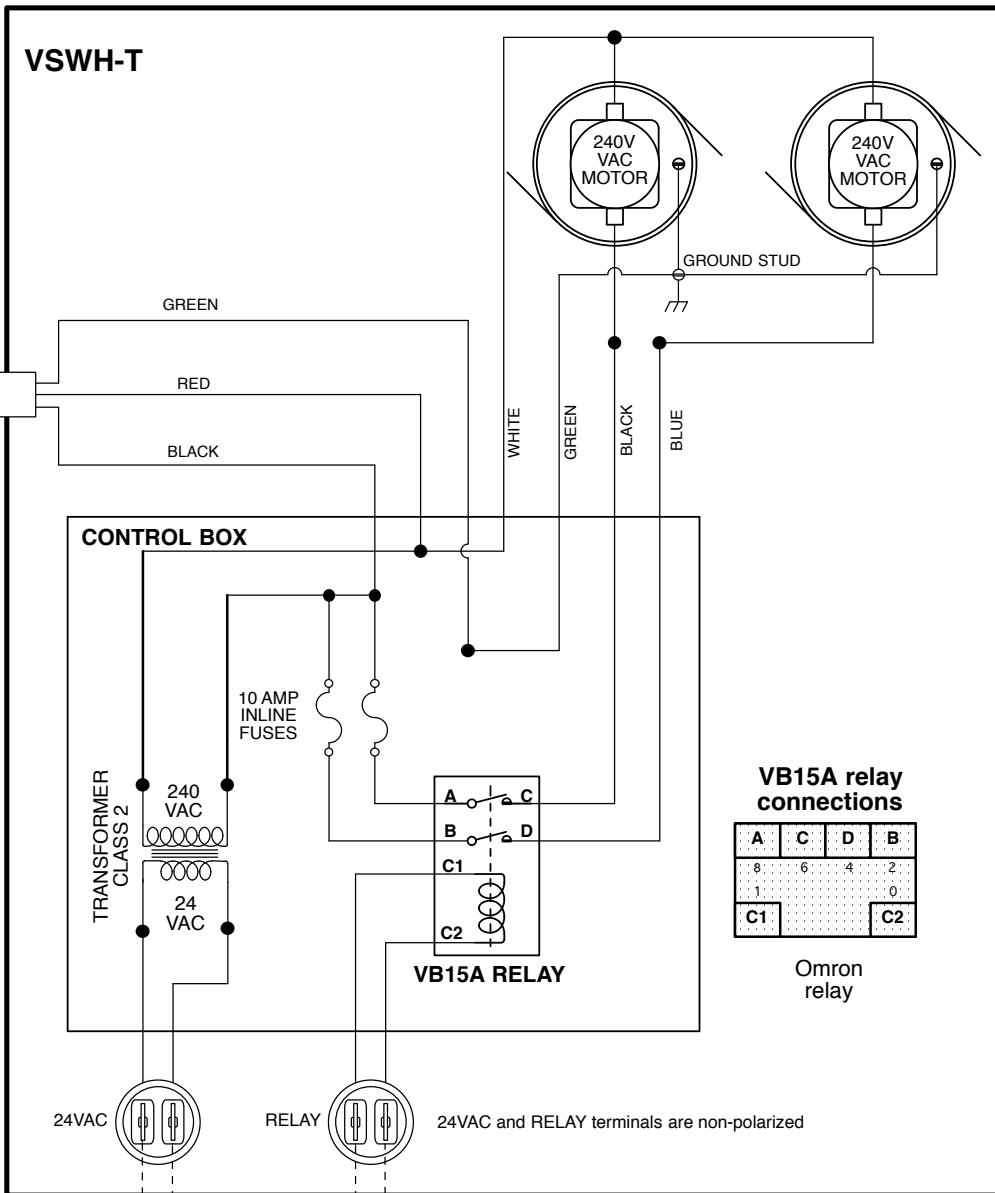 VSWH-T
240V
VAC
MOTOR
240V
VAC
MOTOR
GROUND STUD
GREEN
RED
BLACK
WHITE
GREEN
BLACK
BLUE
CONTROL BOX
10 AMP
INLINE
FUSES
TRANSFORMER
CLASS 2
240
VAC
24
VAC
A C
B D
C1
C2
VB15A RELAY
VB15A relay
connections
A C D B
8 6 4 2
1 0
C1 C2
Omron
relay
24VAC
RELAY
24VAC and RELAY terminals are non-polarized